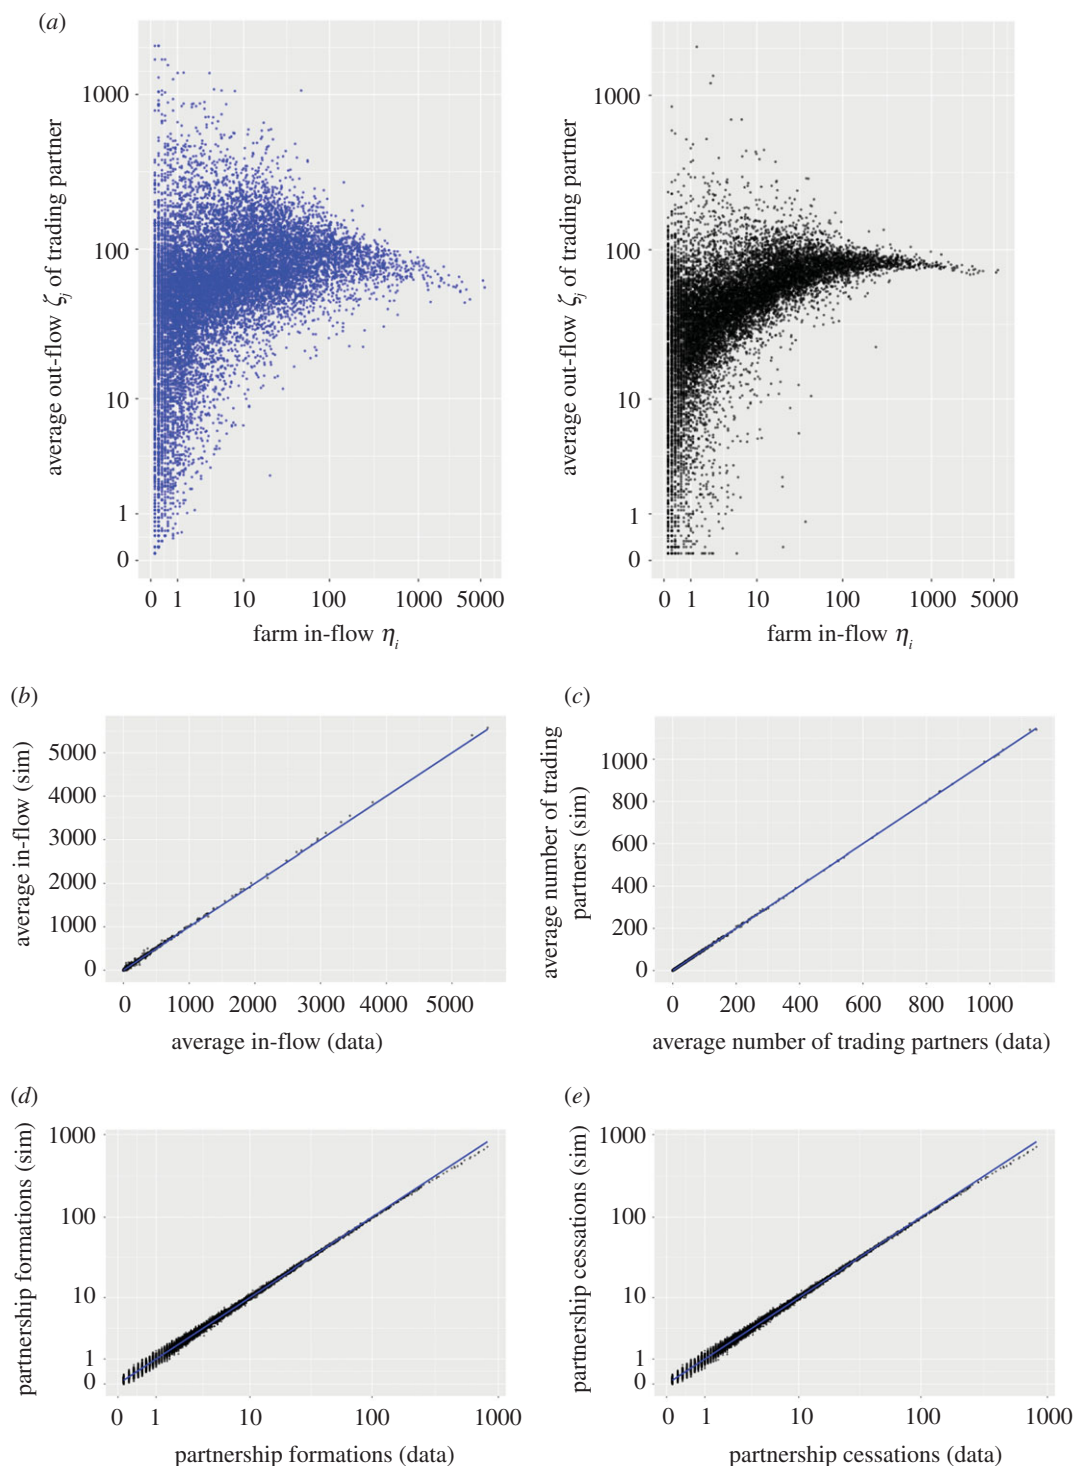 (a)
average out-flow ζj of trading partner
1000
100
10
1
0
0 1 10 100 1000 5000
farm in-flow ηi
average out-flow ζj of trading partner
1000
100
10
1
0
0 1 10 100 1000 5000
farm in-flow ηi
(b)
average in-flow (sim)
5000
4000
3000
2000
1000
0
0 1000 2000 3000 4000 5000
average in-flow (data)
(c)
average number of trading
partners (sim)
1000
800
600
400
200
0
0 200 400 600 800 1000
average number of trading partners (data)
(d)
partnership formations (sim)
1000
100
10
1
0
0 1 10 100 1000
partnership formations (data)
(e)
partnership cessations (sim)
1000
100
10
1
0
0 1 10 100 1000
partnership cessations (data)